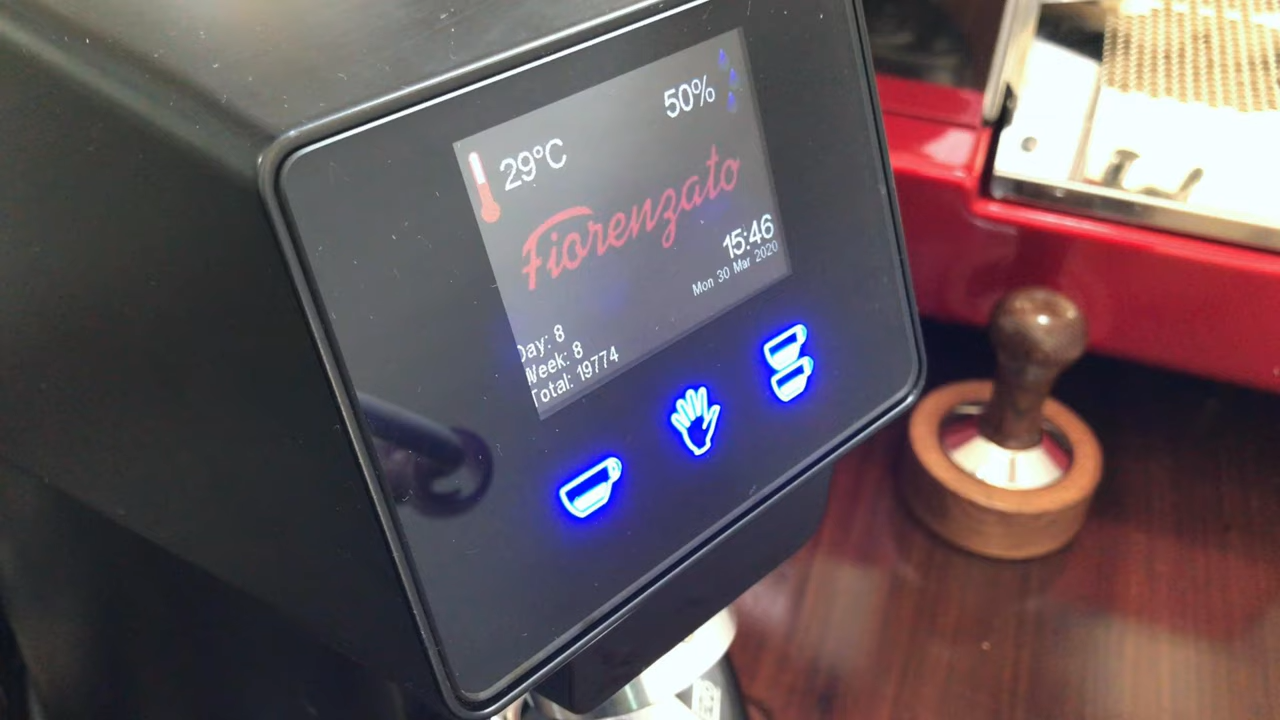 50%
29°C
Fiorenzato
15:46
Mon 30 Mar 2020
Day: 8
Week: 8
Total: 19774